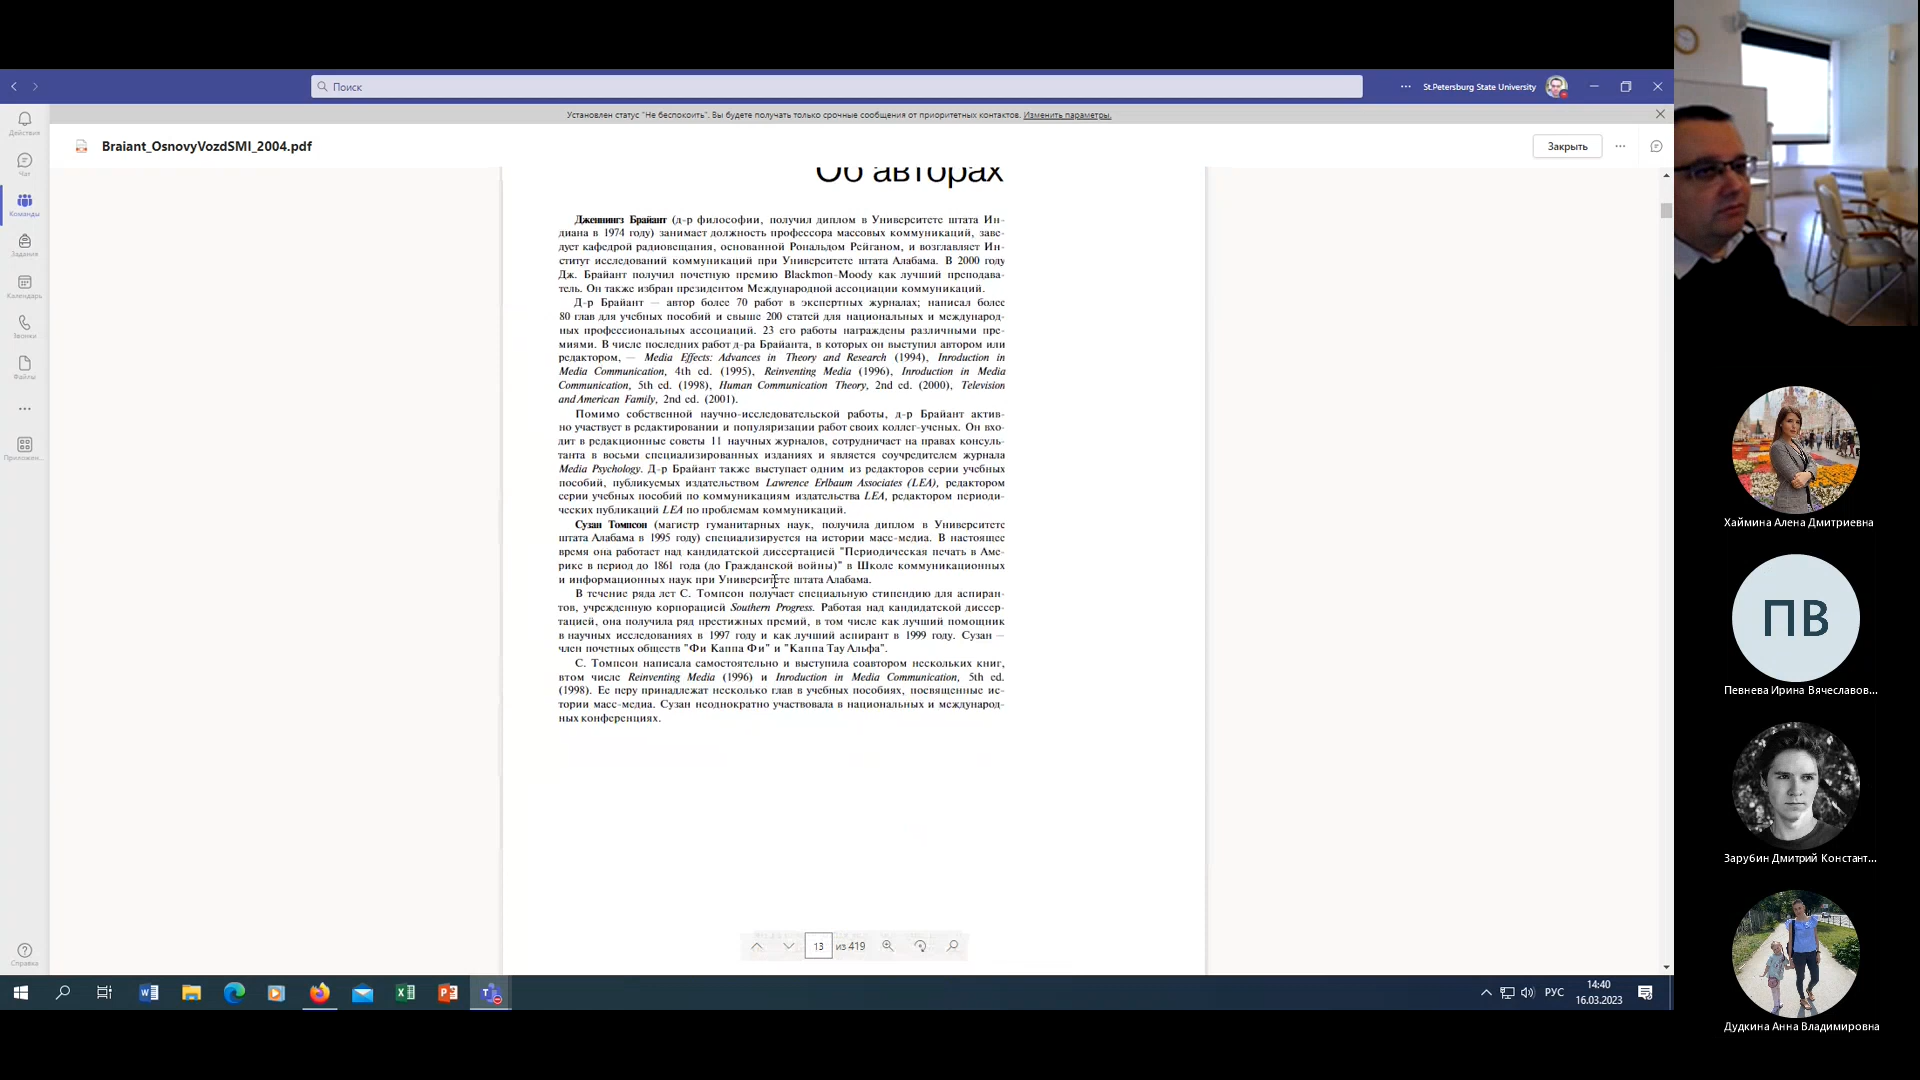 Поиск
St.Petersburg State University
Установлен статус "Не беспокоить". Вы будете получать только срочные сообщения от приоритетных контактов. Изменить параметры.
Действия
Чат
Команды
Задания
Календарь
Звонки
Файлы
Приложен...
Справка
Braiant_OsnovyVozdSMI_2004.pdf
Закрыть
Об авторах
Дженнингз Брайант (д-р философии, получил диплом в Университете штата Ин-
диана в 1974 году) занимает должность профессора массовых коммуникаций, заве-
дует кафедрой радиовещания, основанной Рональдом Рейганом, и возглавляет Ин-
ститут исследований коммуникаций при Университете штата Алабама. В 2000 году
Дж. Брайант получил почетную премию Blackmon-Moody как лучший преподава-
тель. Он также избран президентом Международной ассоциации коммуникаций.
Д-р Брайант — автор более 70 работ в экспертных журналах; написал более
80 глав для учебных пособий и свыше 200 статей для национальных и международ-
ных профессиональных ассоциаций. 23 его работы награждены различными пре-
миями. В числе последних работ д-ра Брайанта, в которых он выступил автором или
редактором, — Media Effects: Advances in Theory and Research (1994), Inroduction in
Media Communication, 4th ed. (1995), Reinventing Media (1996), Inroduction in Media
Communication, 5th ed. (1998), Human Communication Theory, 2nd ed. (2000), Television
and American Family, 2nd ed. (2001).
Помимо собственной научно-исследовательской работы, д-р Брайант актив-
но участвует в редактировании и популяризации работ своих коллег-ученых. Он вхо-
дит в редакционные советы 11 научных журналов, сотрудничает на правах консуль-
танта в восьми специализированных изданиях и является соучредителем журнала
Media Psychology. Д-р Брайант также выступает одним из редакторов серии учебных
пособий, публикуемых издательством Lawrence Erlbaum Associates (LEA), редактором
серии учебных пособий по коммуникациям издательства LEA, редактором периоди-
ческих публикаций LEA по проблемам коммуникаций.
Сузан Томпсон (магистр гуманитарных наук, получила диплом в Университете
штата Алабама в 1995 году) специализируется на истории масс-медиа. В настоящее
время она работает над кандидатской диссертацией "Периодическая печать в Аме-
рике в период до 1861 года (до Гражданской войны)" в Школе коммуникационных
и информационных наук при Университете штата Алабама.
В течение ряда лет С. Томпсон получает специальную стипендию для аспиран-
тов, учрежденную корпорацией Southern Progress. Работая над кандидатской диссер-
тацией, она получила ряд престижных премий, в том числе как лучший помощник
в научных исследованиях в 1997 году и как лучший аспирант в 1999 году. Сузан —
член почетных обществ "Фи Каппа Фи" и "Каппа Тау Альфа".
С. Томпсон написала самостоятельно и выступила соавтором нескольких книг,
втом числе Reinventing Media (1996) и Inroduction in Media Communication, 5th ed.
(1998). Ее перу принадлежат несколько глав в учебных пособиях, посвященные ис-
тории масс-медиа. Сузан неоднократно участвовала в национальных и международ-
ных конференциях.
13 из 419
РУС
14:40
16.03.2023
Хаймина Алена Дмитриевна
ПВ
Певнева Ирина Вячеславов...
Зарубин Дмитрий Констант...
Дудкина Анна Владимировна